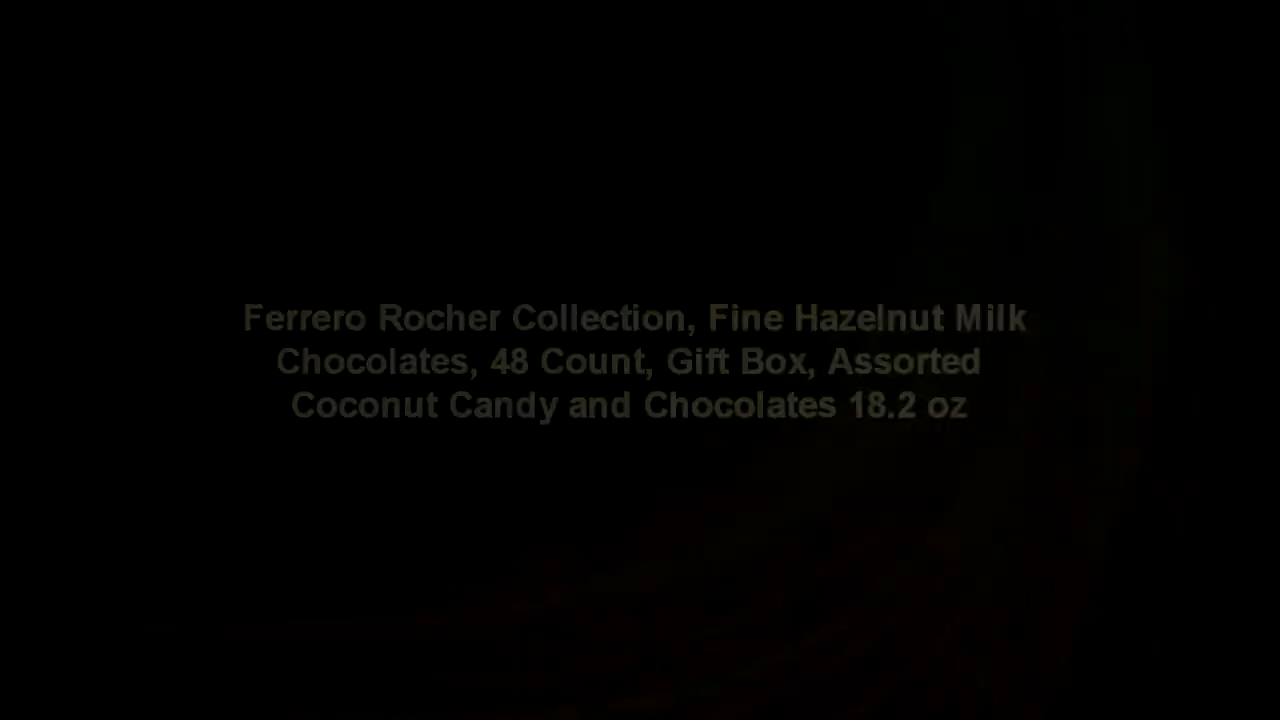 Ferrero Rocher Collection, Fine Hazelnut Milk
Chocolates, 48 Count, Gift Box, Assorted
Coconut Candy and Chocolates 18.2 oz